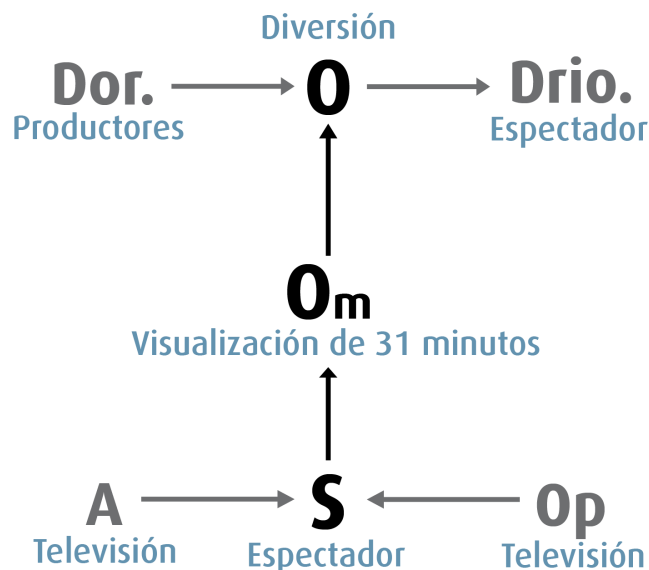 Diversión
Dor. O Drio.
Productores Espectador
Om
Visualización de 31 minutos
A S Op
Televisión Espectador Televisión